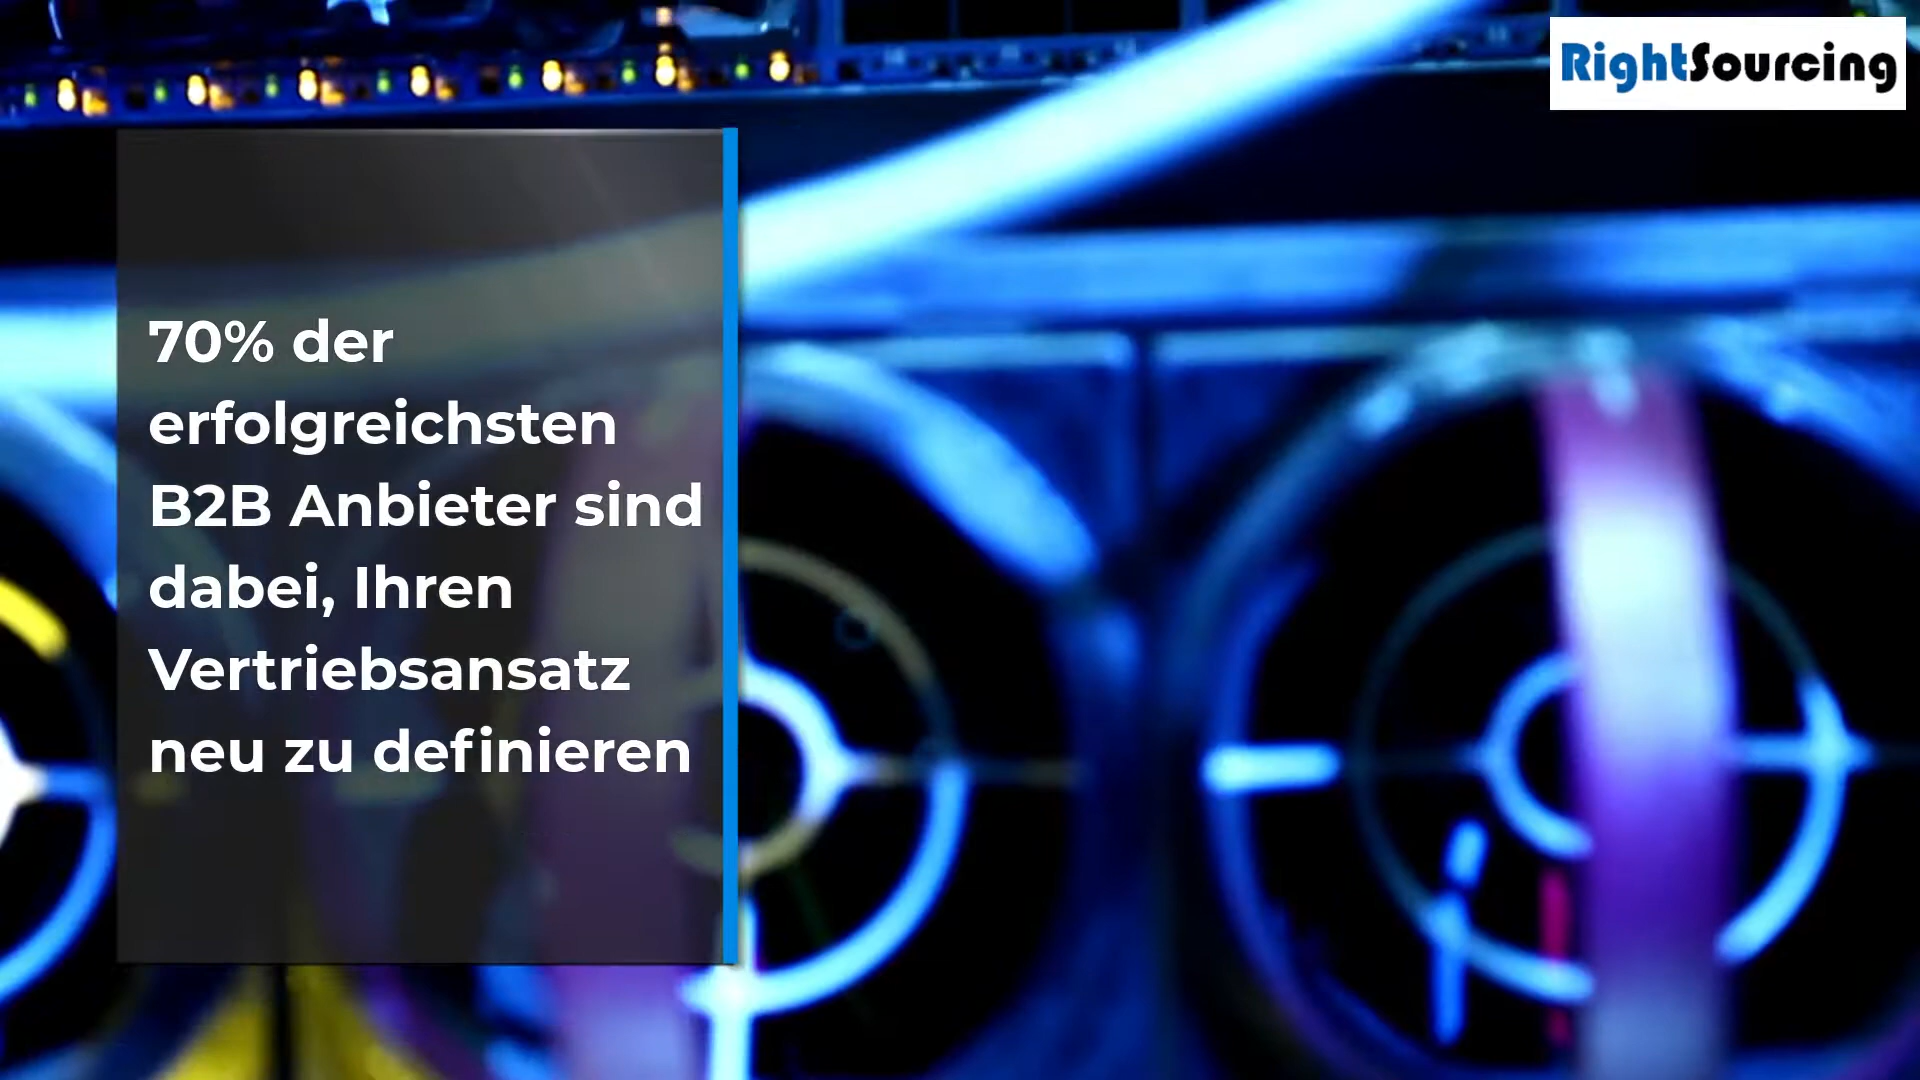 RightSourcing
70% der
erfolgreichsten
B2B Anbieter sind
dabei, Ihren
Vertriebsansatz
neu zu definieren